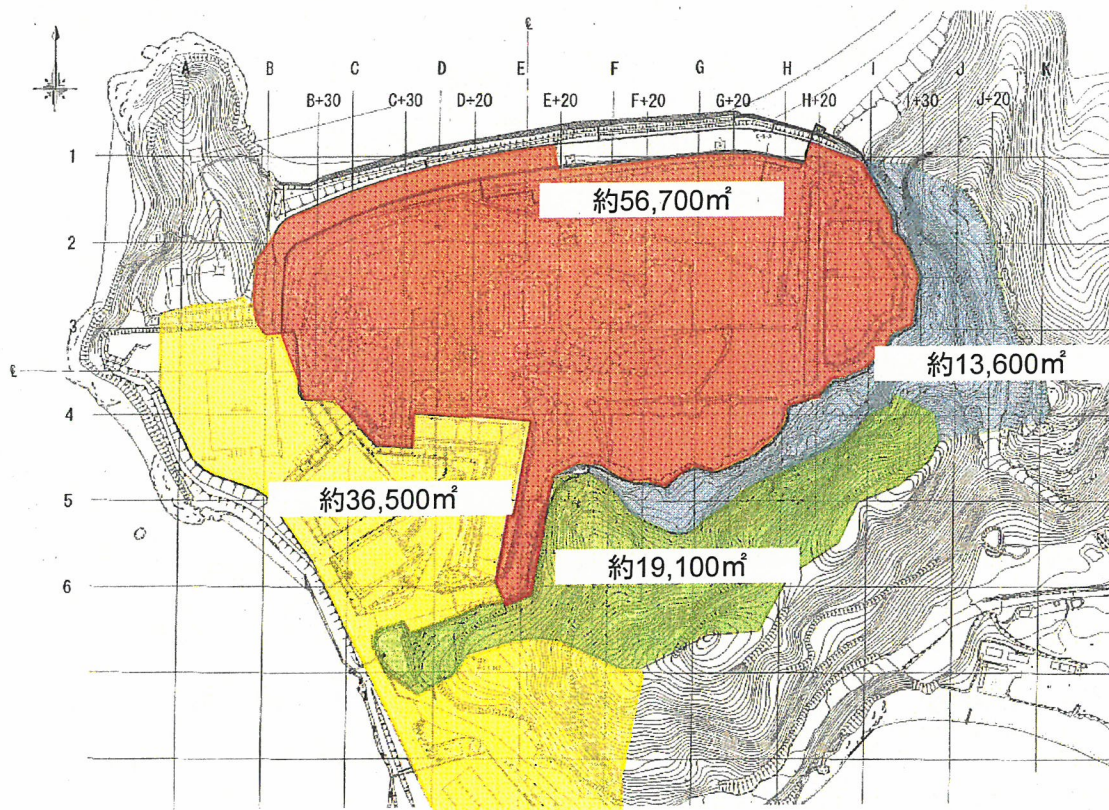 ℄
A B C D E F G H I J K
B+30 C+30 D+20 E+20 F+20 G+20 H+20 I+30 J+20
1
約56,700㎡
2
3
約13,600㎡
℄
4
約36,500㎡
5
約19,100㎡
6